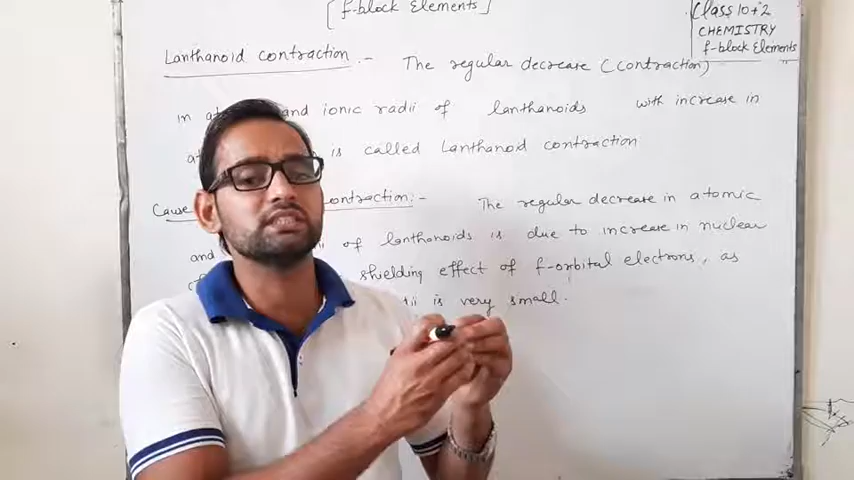 [f-block Elements]
Class 10+2
CHEMISTRY
f-Block Elements
Lanthanoid contraction :- The regular decrease (contraction)
in and ionic radii of lanthanoids with increase in
is called Lanthanoid contraction
Cause contraction :- The regular decrease in atomic
and of Lanthanoids is due to increase in nuclear
shielding effect of f-orbital electrons, as
is very small.